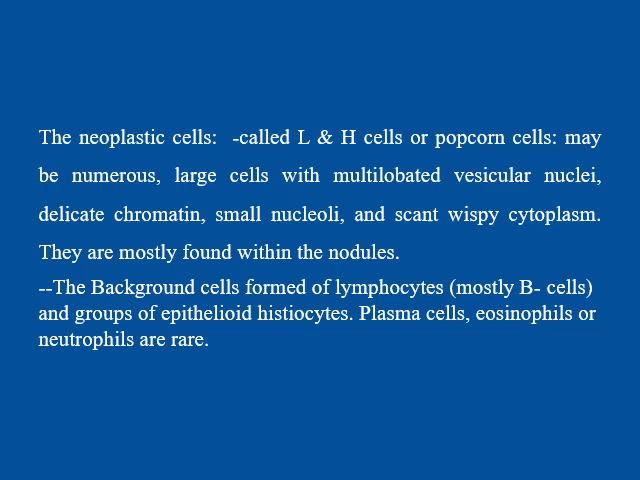 The neoplastic cells:  -called L & H cells or popcorn cells: may
be numerous, large cells with multilobated vesicular nuclei,
delicate chromatin, small nucleoli, and scant wispy cytoplasm.
They are mostly found within the nodules.
--The Background cells formed of lymphocytes (mostly B- cells)
and groups of epithelioid histiocytes. Plasma cells, eosinophils or
neutrophils are rare.